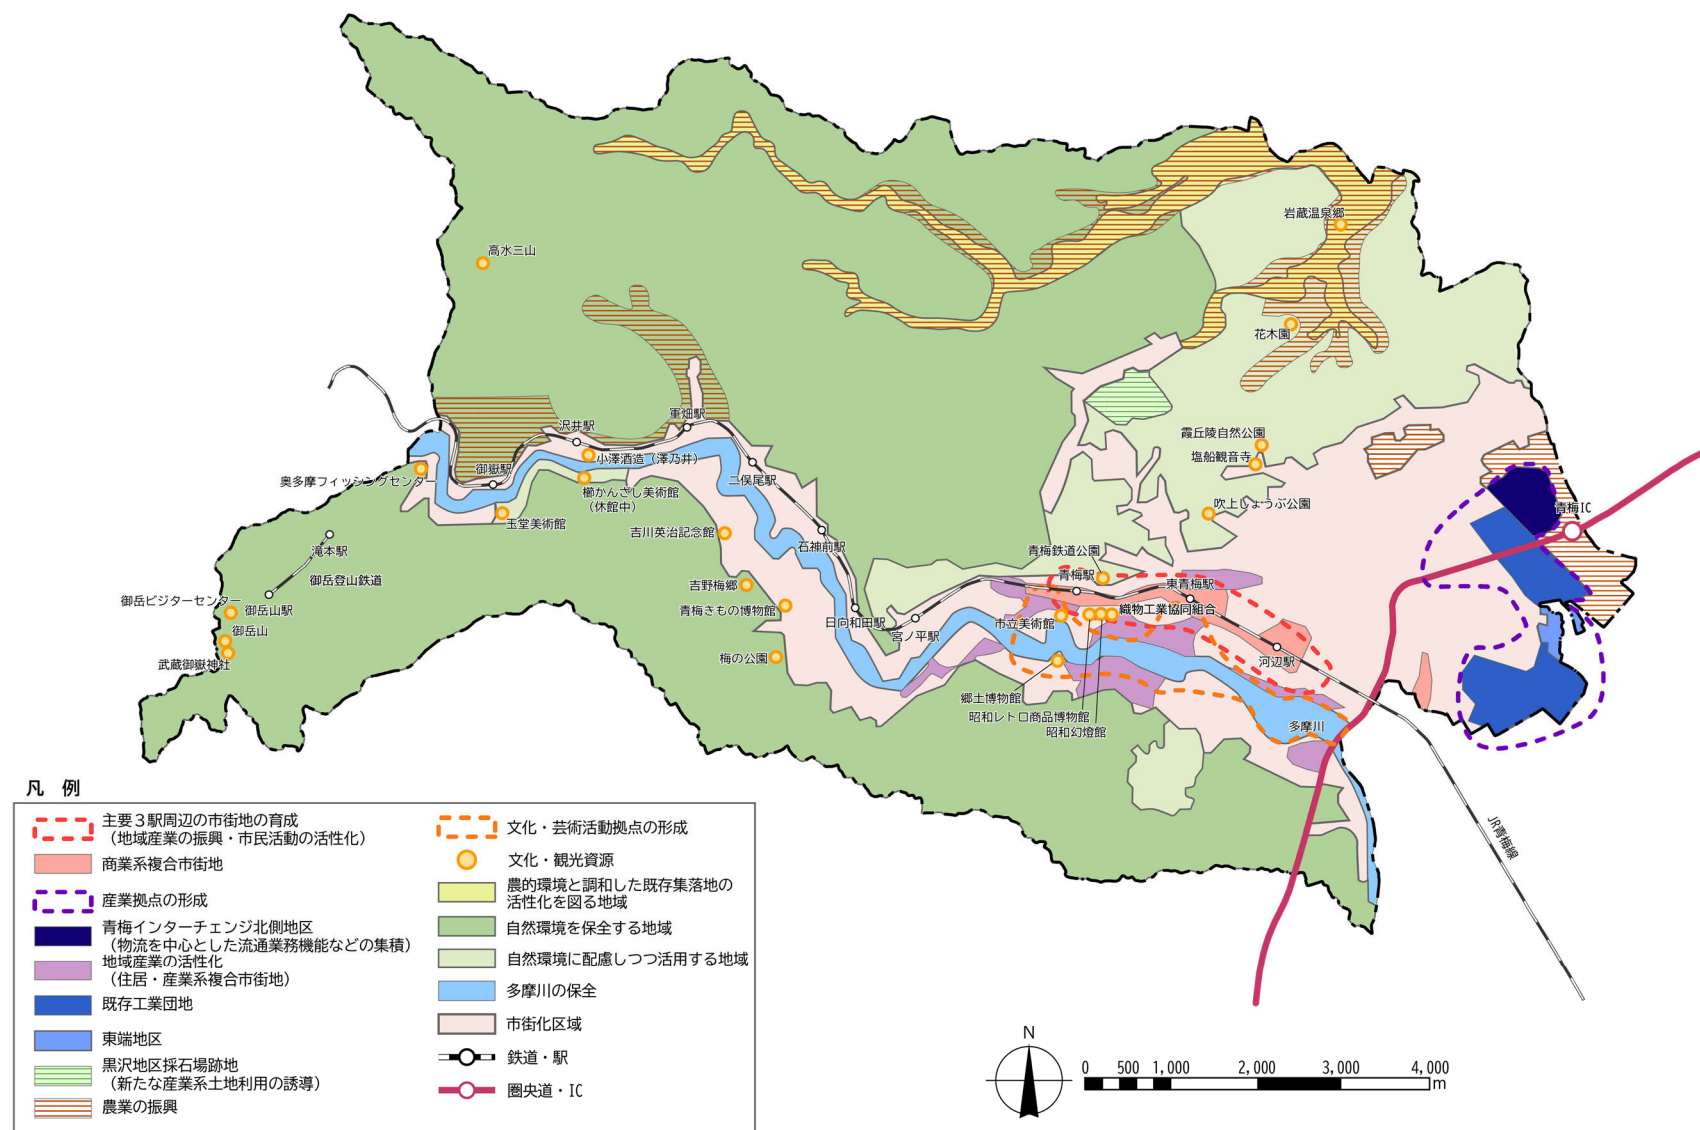 高水三山
岩蔵温泉郷
花木園
軍畑駅
沢井駅
霞丘陵自然公園
小澤酒造（澤乃井）
塩船観音寺
御嶽駅
奥多摩フィッシングセンター
二俣尾駅
櫛かんざし美術館
（休館中）
吹上しょうぶ公園
青梅IC
玉堂美術館
吉川英治記念館
石神前駅
滝本駅
青梅鉄道公園
青梅駅
御岳登山鉄道
吉野梅郷
東青梅駅
御岳ビジターセンター
御岳山駅
青梅きもの博物館
織物工業協同組合
日向和田駅
市立美術館
御岳山
宮ノ平駅
武蔵御嶽神社
梅の公園
河辺駅
郷土博物館
昭和レトロ商品博物館
多摩川
昭和幻燈館
JR青梅線
凡　例
主要３駅周辺の市街地の育成
（地域産業の振興・市民活動の活性化）
商業系複合市街地
産業拠点の形成
青梅インターチェンジ北側地区
（物流を中心とした流通業務機能などの集積）
地域産業の活性化
（住居・産業系複合市街地）
既存工業団地
東端地区
黒沢地区採石場跡地
（新たな産業系土地利用の誘導）
農業の振興
文化・芸術活動拠点の形成
文化・観光資源
農的環境と調和した既存集落地の
活性化を図る地域
自然環境を保全する地域
自然環境に配慮しつつ活用する地域
多摩川の保全
市街化区域
鉄道・駅
圏央道・IC
N
0 500 1,000 2,000 3,000 4,000
m